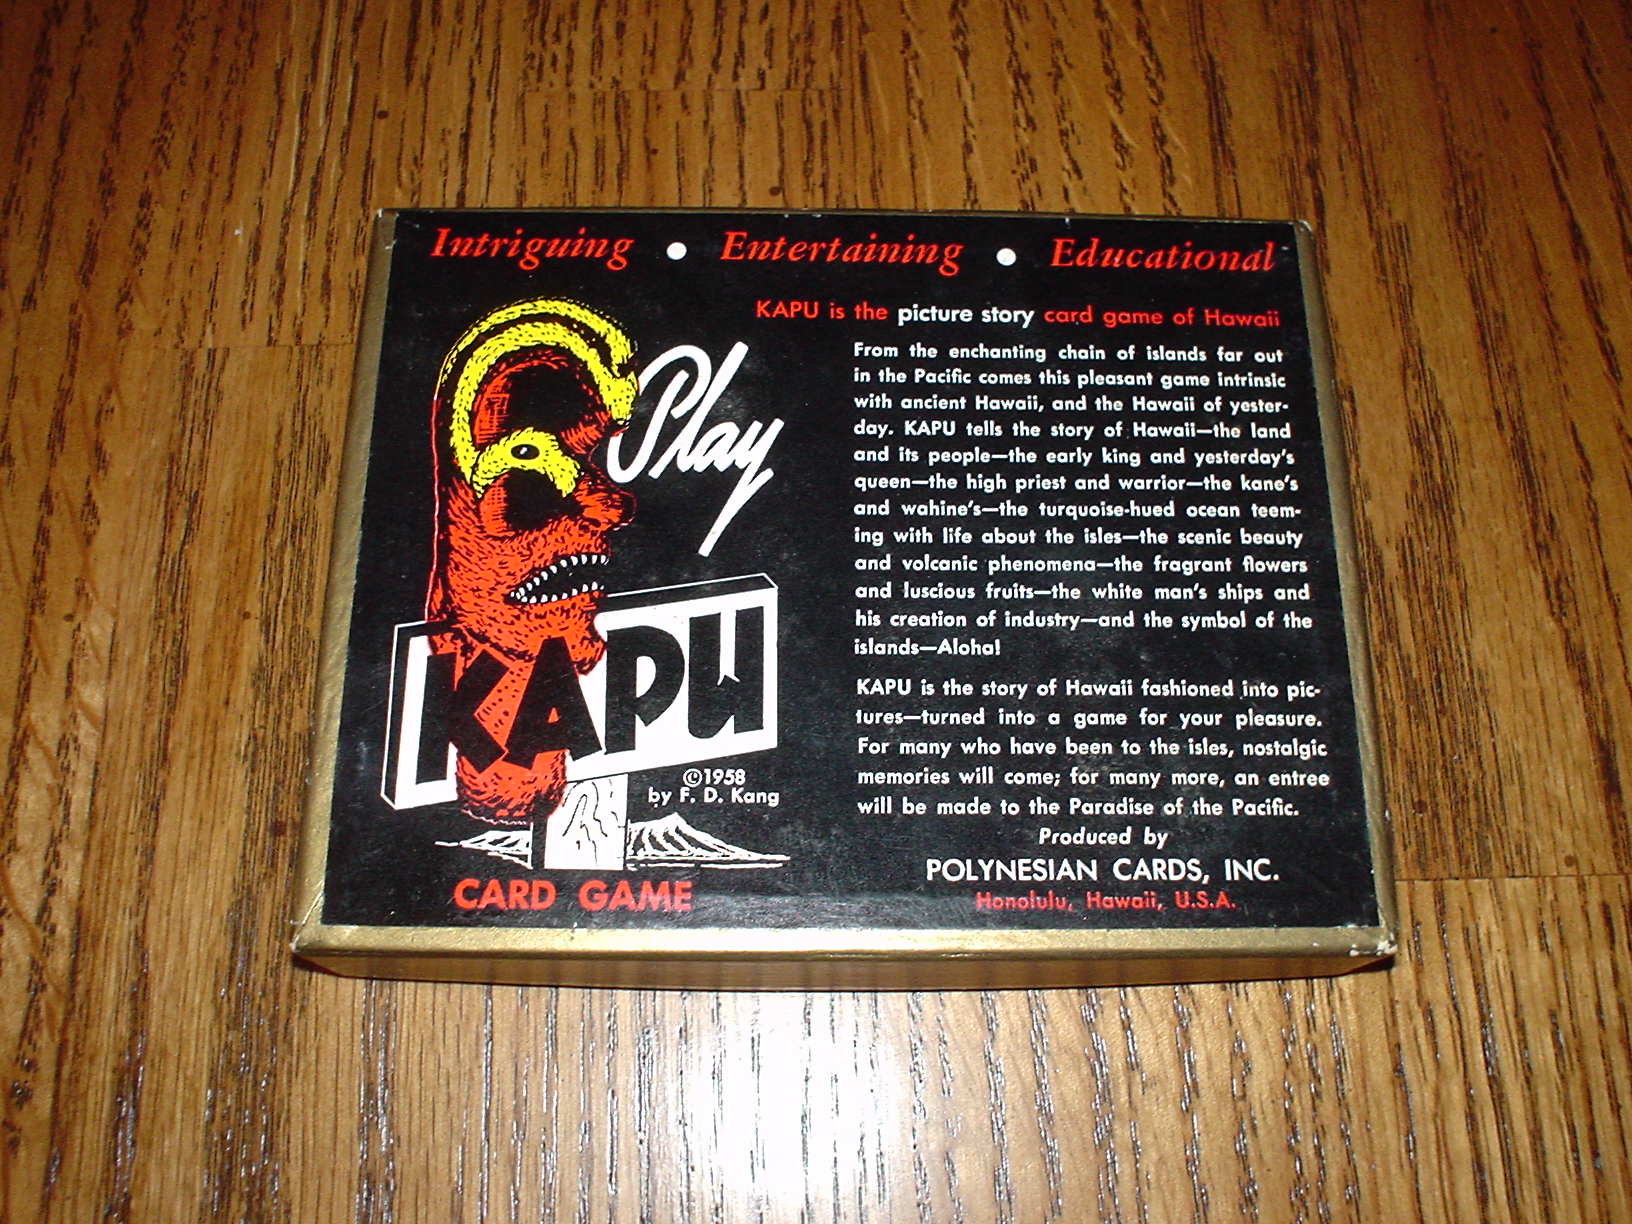 Intriguing • Entertaining • Educational
Play
KAPU
©1958
by F. D. Kang
CARD GAME
KAPU is the picture story card game of Hawaii
From the enchanting chain of islands far out
in the Pacific comes this pleasant game intrinsic
with ancient Hawaii, and the Hawaii of yester-
day. KAPU tells the story of Hawaii—the land
and its people—the early king and yesterday's
queen—the high priest and warrior—the kane's
and wahine's—the turquoise-hued ocean teem-
ing with life about the isles—the scenic beauty
and volcanic phenomena—the fragrant flowers
and luscious fruits—the white man's ships and
his creation of industry—and the symbol of the
islands—Aloha!
KAPU is the story of Hawaii fashioned into pic-
tures—turned into a game for your pleasure.
For many who have been to the isles, nostalgic
memories will come; for many more, an entree
will be made to the Paradise of the Pacific.
Produced by
POLYNESIAN CARDS, INC.
Honolulu, Hawaii, U.S.A.